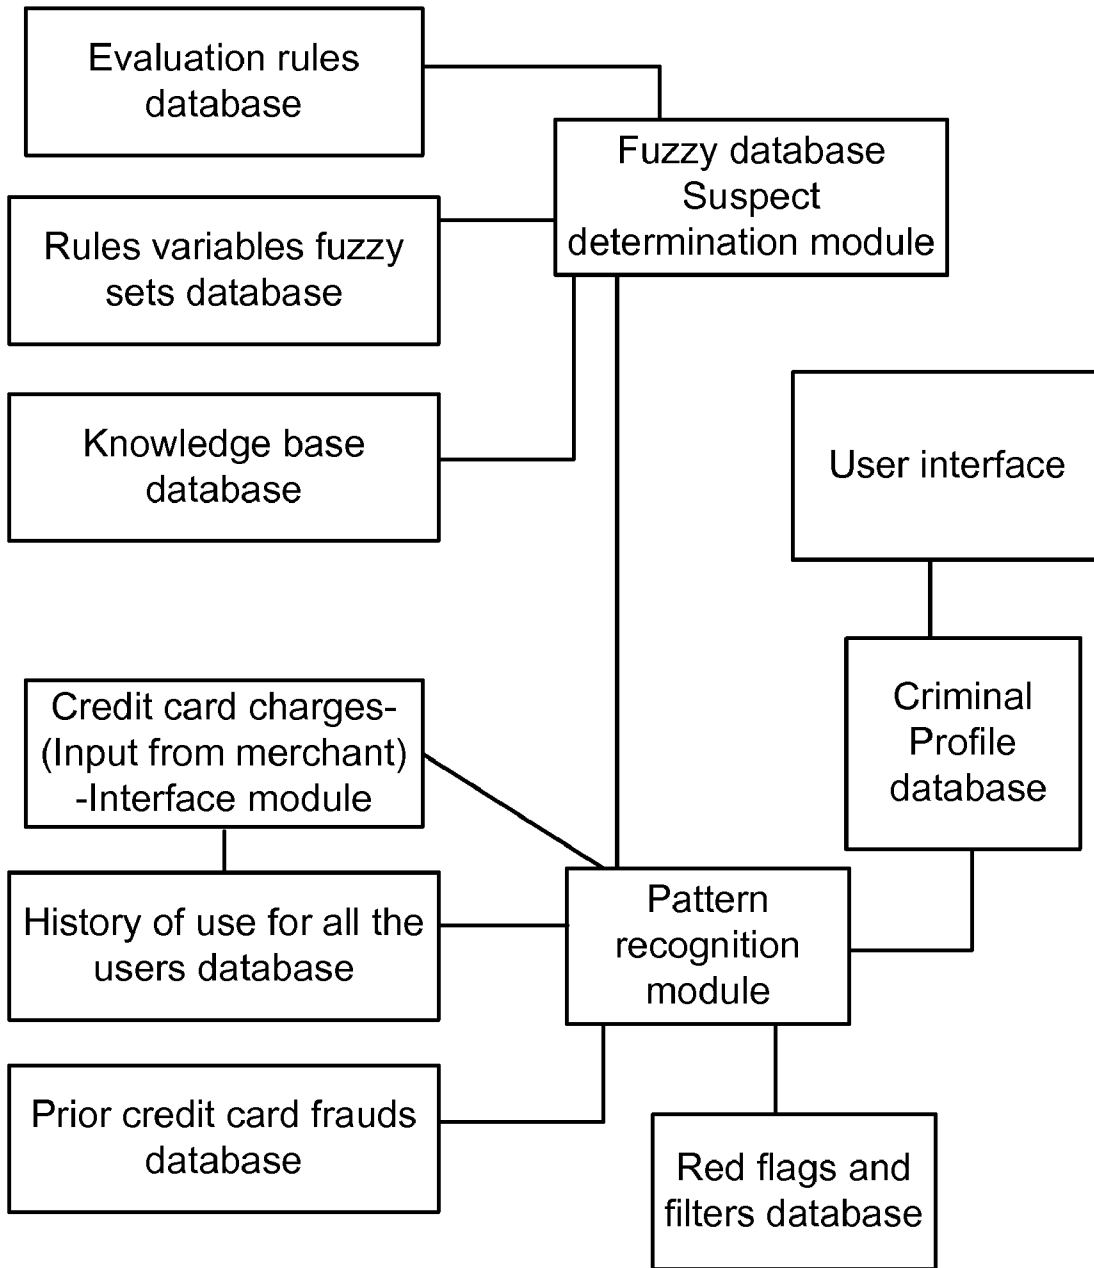 Evaluation rules
database
Fuzzy database
Suspect
determination module
Rules variables fuzzy
sets database
Knowledge base
database
User interface
Criminal
Profile
database
Credit card charges-
(Input from merchant)
-Interface module
History of use for all the
users database
Pattern
recognition
module
Prior credit card frauds
database
Red flags and
filters database